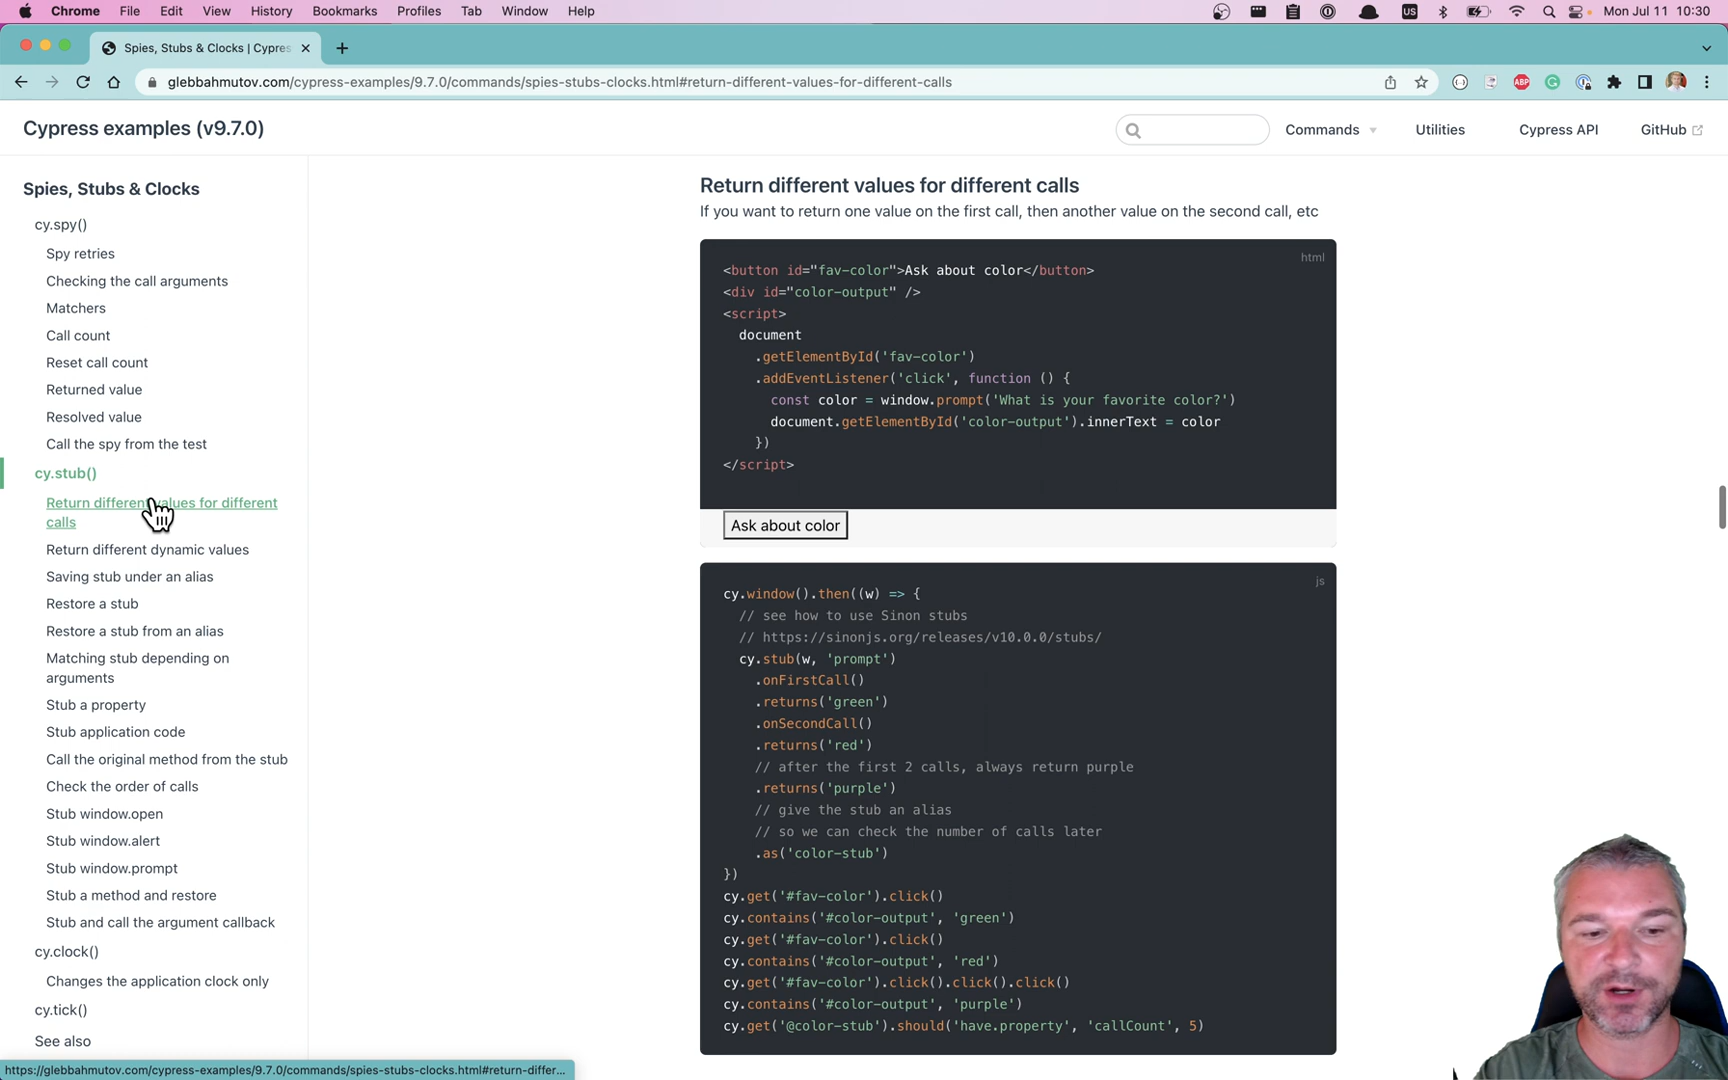 Chrome File Edit View History Bookmarks Profiles Tab Window Help US Mon Jul 11 10:30
Spies, Stubs & Clocks | Cypres
glebbahmutov.com/cypress-examples/9.7.0/commands/spies-stubs-clocks.html#return-different-values-for-different-calls ABP
Cypress examples (v9.7.0) Commands Utilities Cypress API GitHub
Spies, Stubs & Clocks
cy.spy()
Spy retries
Checking the call arguments
Matchers
Call count
Reset call count
Returned value
Resolved value
Call the spy from the test
cy.stub()
Return different values for different
calls
Return different dynamic values
Saving stub under an alias
Restore a stub
Restore a stub from an alias
Matching stub depending on
arguments
Stub a property
Stub application code
Call the original method from the stub
Check the order of calls
Stub window.open
Stub window.alert
Stub window.prompt
Stub a method and restore
Stub and call the argument callback
cy.clock()
Changes the application clock only
cy.tick()
See also
Return different values for different calls
If you want to return one value on the first call, then another value on the second call, etc
html
<button id="fav-color">Ask about color</button>
<div id="color-output" />
<script>
document
.getElementById('fav-color')
.addEventListener('click', function () {
const color = window.prompt('What is your favorite color?')
document.getElementById('color-output').innerText = color
})
</script>
Ask about color
js
cy.window().then((w) => {
// see how to use Sinon stubs
// https://sinonjs.org/releases/v10.0.0/stubs/
cy.stub(w, 'prompt')
.onFirstCall()
.returns('green')
.onSecondCall()
.returns('red')
// after the first 2 calls, always return purple
.returns('purple')
// give the stub an alias
// so we can check the number of calls later
.as('color-stub')
})
cy.get('#fav-color').click()
cy.contains('#color-output', 'green')
cy.get('#fav-color').click()
cy.contains('#color-output', 'red')
cy.get('#fav-color').click().click().click()
cy.contains('#color-output', 'purple')
cy.get('@color-stub').should('have.property', 'callCount', 5)
https://glebbahmutov.com/cypress-examples/9.7.0/commands/spies-stubs-clocks.html#return-differ...